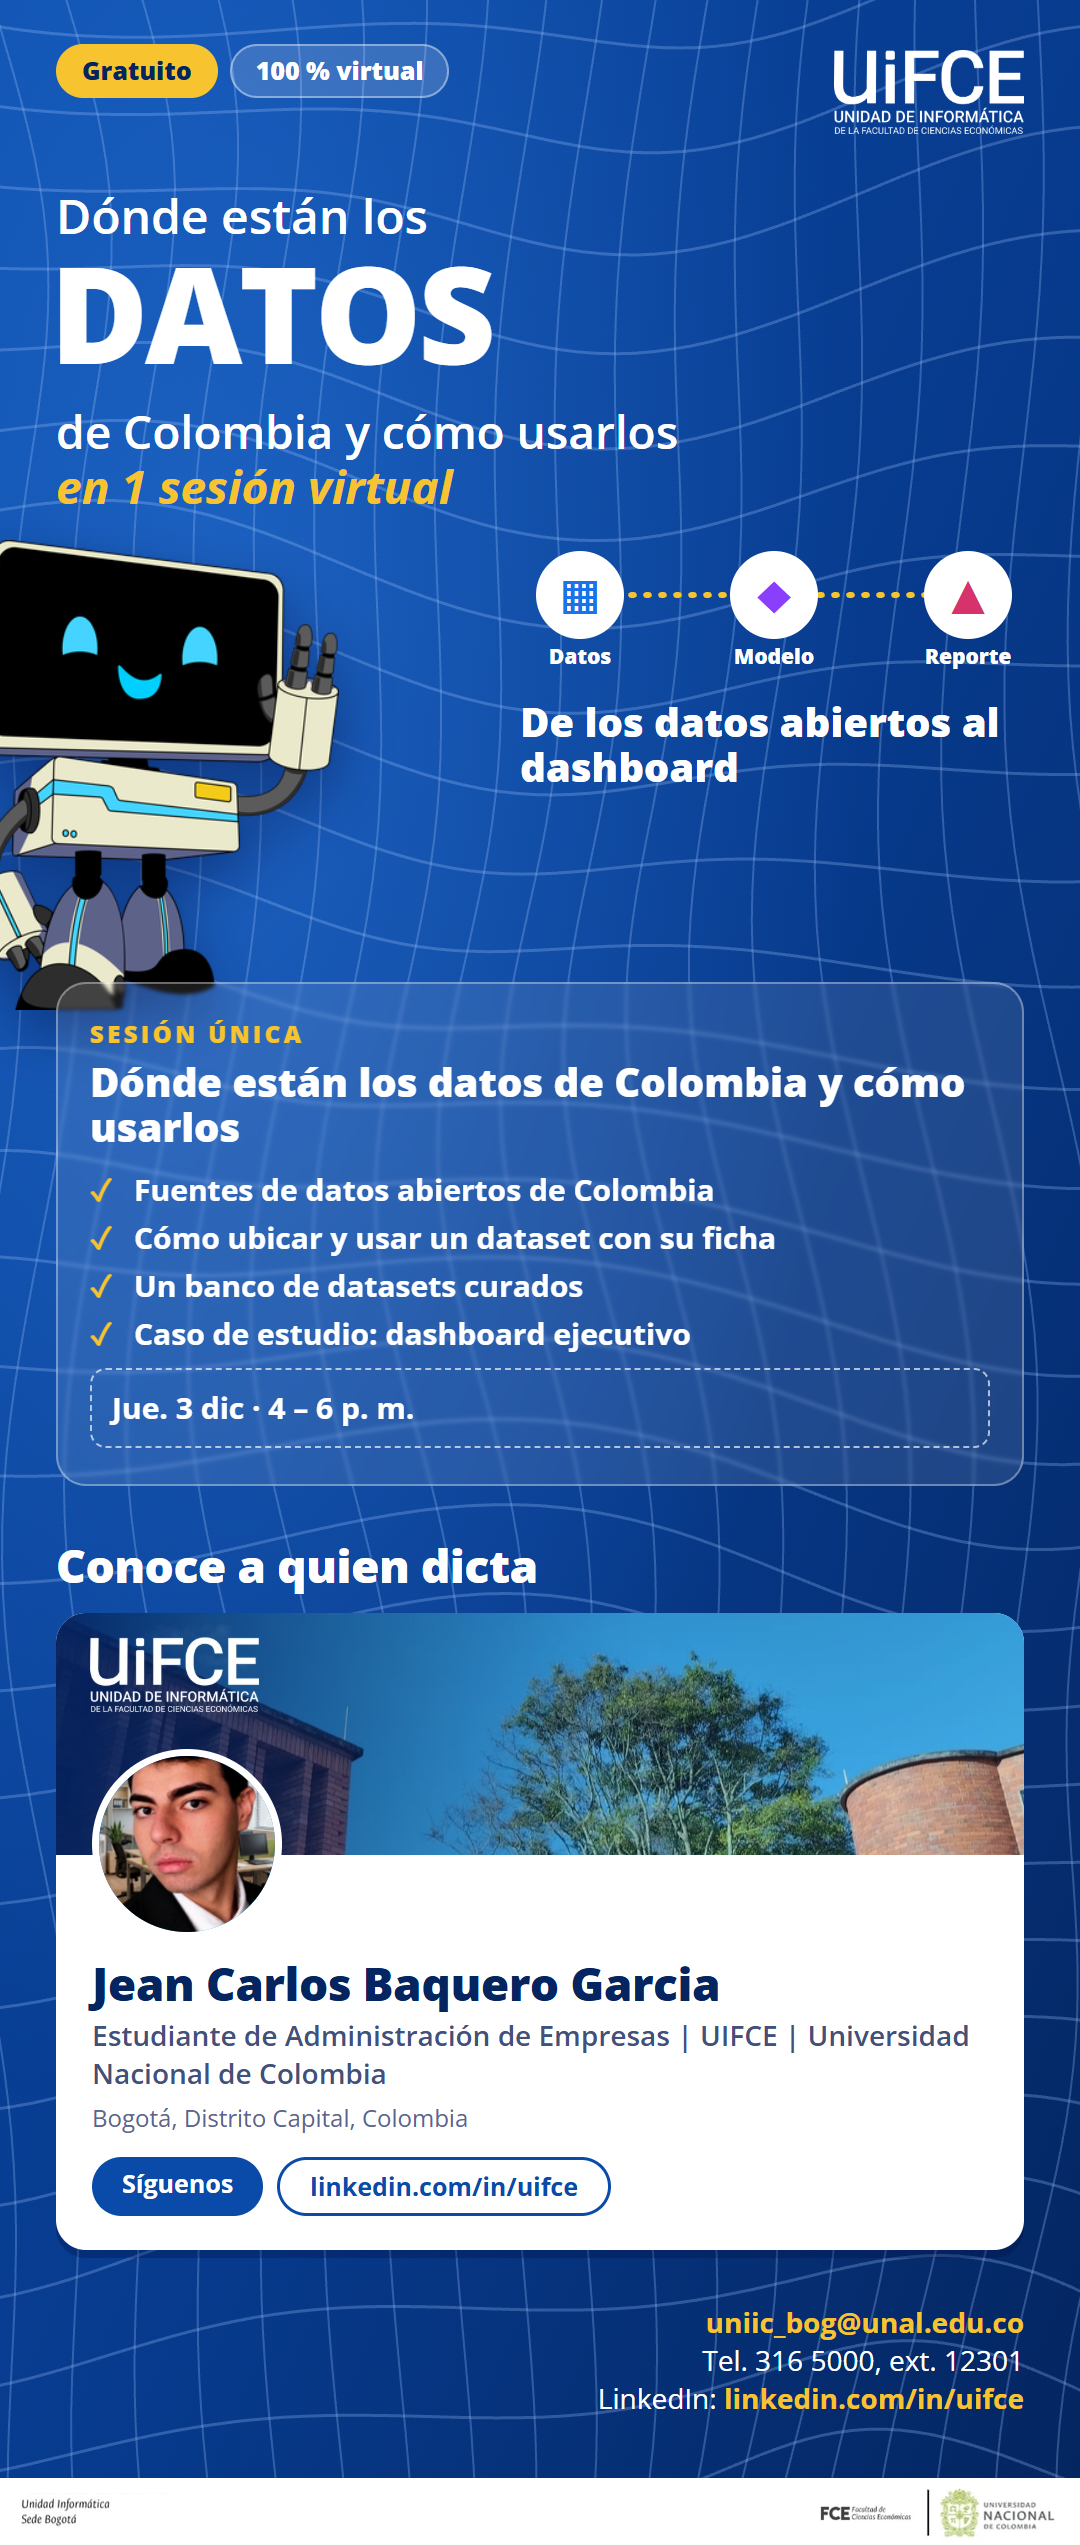 Gratuito
100 % virtual
UiFCE
UNIDAD DE INFORMÁTICA
DE LA FACULTAD DE CIENCIAS ECONÓMICAS
Dónde están los
DATOS
de Colombia y cómo usarlos
en 1 sesión virtual
Datos
Modelo
Reporte
De los datos abiertos al
dashboard
SESIÓN ÚNICA
Dónde están los datos de Colombia y cómo
usarlos
✓ Fuentes de datos abiertos de Colombia
✓ Cómo ubicar y usar un dataset con su ficha
✓ Un banco de datasets curados
✓ Caso de estudio: dashboard ejecutivo
Jue. 3 dic · 4 – 6 p. m.
Conoce a quien dicta
UiFCE
UNIDAD DE INFORMÁTICA
DE LA FACULTAD DE CIENCIAS ECONÓMICAS
Jean Carlos Baquero Garcia
Estudiante de Administración de Empresas | UIFCE | Universidad
Nacional de Colombia
Bogotá, Distrito Capital, Colombia
Síguenos
linkedin.com/in/uifce
uniic_bog@unal.edu.co
Tel. 316 5000, ext. 12301
LinkedIn: linkedin.com/in/uifce
Unidad Informática
Sede Bogotá
FCE Facultad de
Ciencias Económicas
UNIVERSIDAD
NACIONAL
DE COLOMBIA